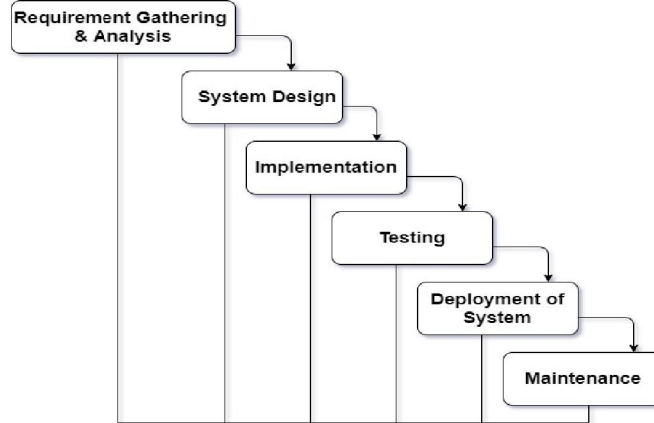 Requirement Gathering
& Analysis
System Design
Implementation
Testing
Deployment of
System
Maintenance